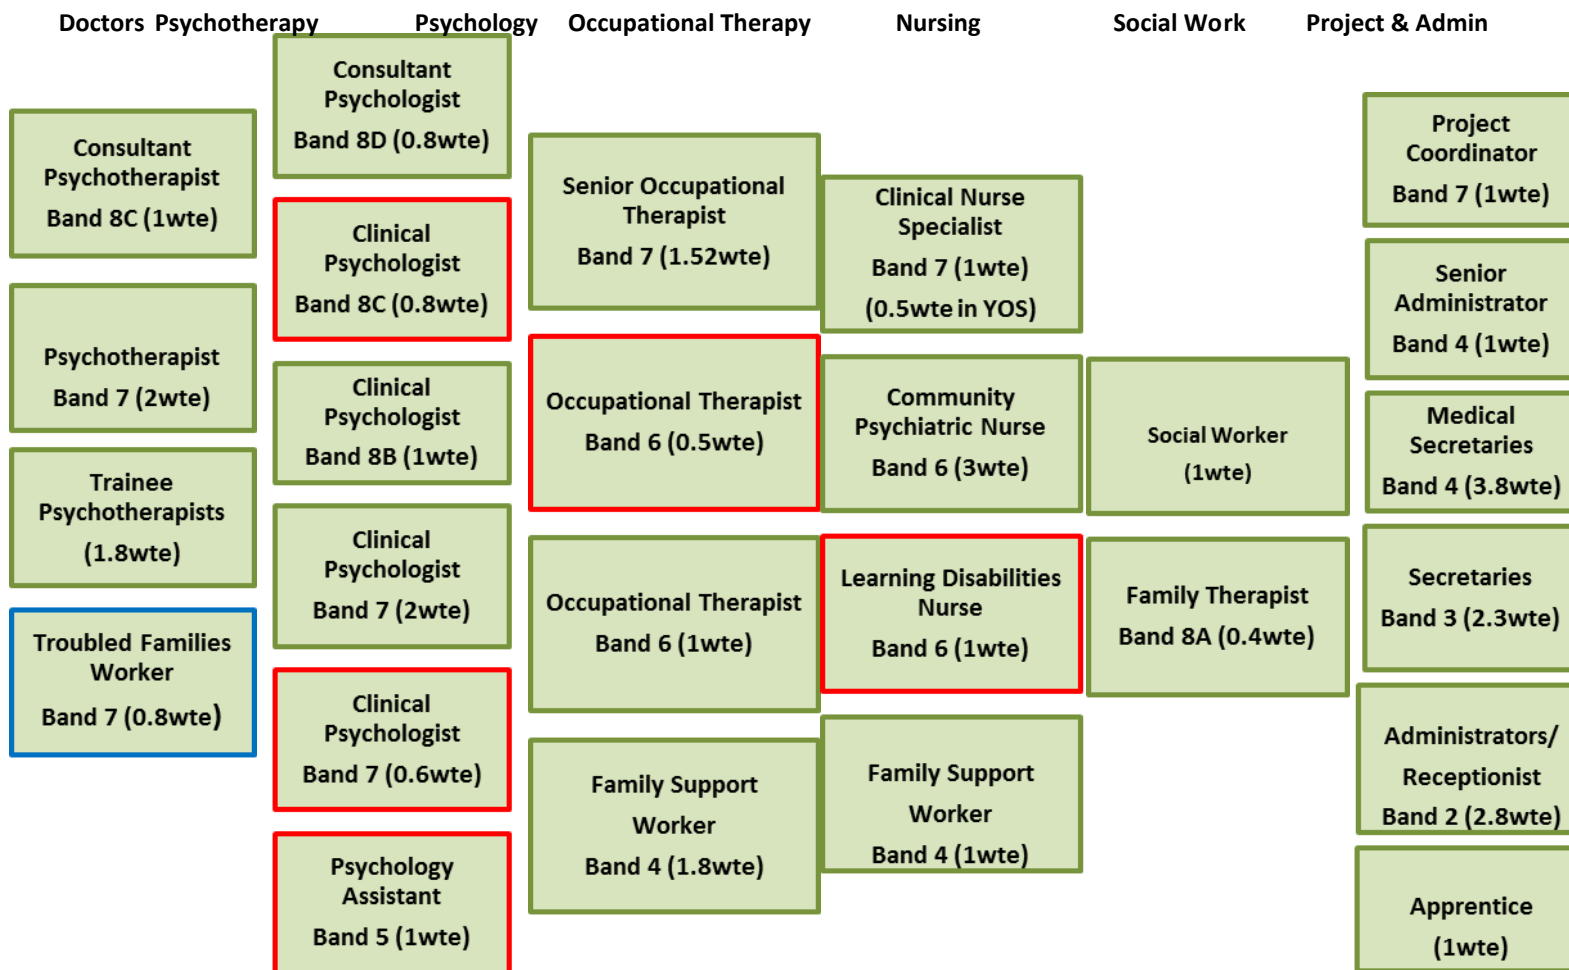 Doctors Psychotherapy Psychology Occupational Therapy Nursing Social Work Project & Admin
Consultant
Psychotherapist
Band 8C (1wte)
Psychotherapist
Band 7 (2wte)
Trainee
Psychotherapists
(1.8wte)
Troubled Families
Worker
Band 7 (0.8wte)
Consultant
Psychologist
Band 8D (0.8wte)
Clinical
Psychologist
Band 8C (0.8wte)
Clinical
Psychologist
Band 8B (1wte)
Clinical
Psychologist
Band 7 (2wte)
Clinical
Psychologist
Band 7 (0.6wte)
Psychology
Assistant
Band 5 (1wte)
Senior Occupational
Therapist
Band 7 (1.52wte)
Occupational Therapist
Band 6 (0.5wte)
Occupational Therapist
Band 6 (1wte)
Family Support
Worker
Band 4 (1.8wte)
Clinical Nurse
Specialist
Band 7 (1wte)
(0.5wte in YOS)
Community
Psychiatric Nurse
Band 6 (3wte)
Learning Disabilities
Nurse
Band 6 (1wte)
Family Support
Worker
Band 4 (1wte)
Social Worker
(1wte)
Family Therapist
Band 8A (0.4wte)
Project
Coordinator
Band 7 (1wte)
Senior
Administrator
Band 4 (1wte)
Medical
Secretaries
Band 4 (3.8wte)
Secretaries
Band 3 (2.3wte)
Administrators/
Receptionist
Band 2 (2.8wte)
Apprentice
(1wte)